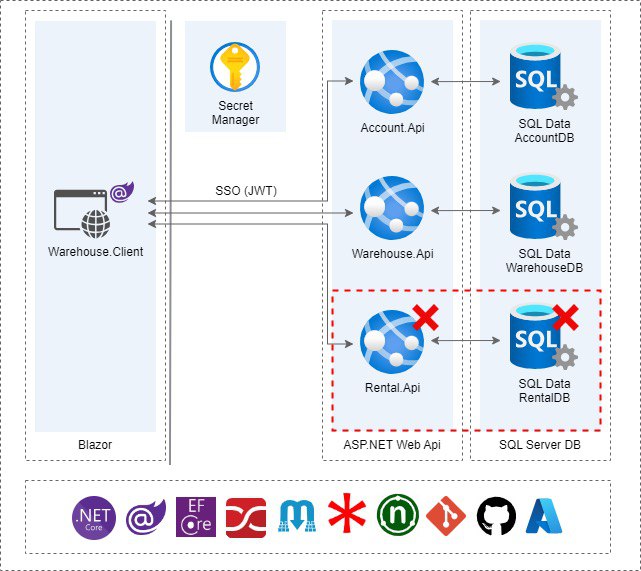 Secret
Manager
Account.Api
SQL
SQL Data
AccountDB
SSO (JWT)
Warehouse.Client
Warehouse.Api
SQL
SQL Data
WarehouseDB
Rental.Api
SQL
SQL Data
RentalDB
Blazor
ASP.NET Web Api
SQL Server DB
.NET
Core
@
EF
Core
n